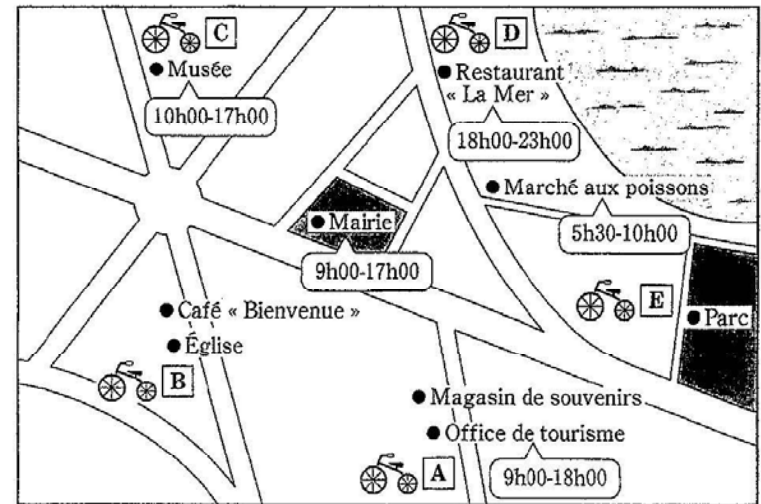 C
D
Musée
10h00-17h00
Restaurant
« La Mer »
18h00-23h00
Marché aux poissons
5h30-10h00
Mairie
9h00-17h00
E
Parc
Café « Bienvenue »
Église
B
Magasin de souvenirs
Office de tourisme
9h00-18h00
A